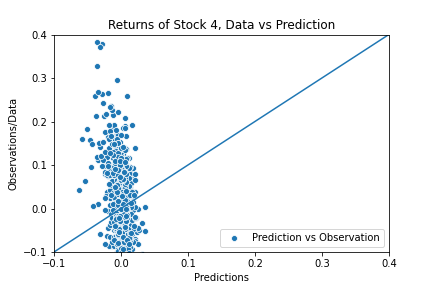 Returns of Stock 4, Data vs Prediction
0.4
0.3
0.2
0.1
0.0
−0.1
Observations/Data
Prediction vs Observation
−0.1 0.0 0.1 0.2 0.3 0.4
Predictions